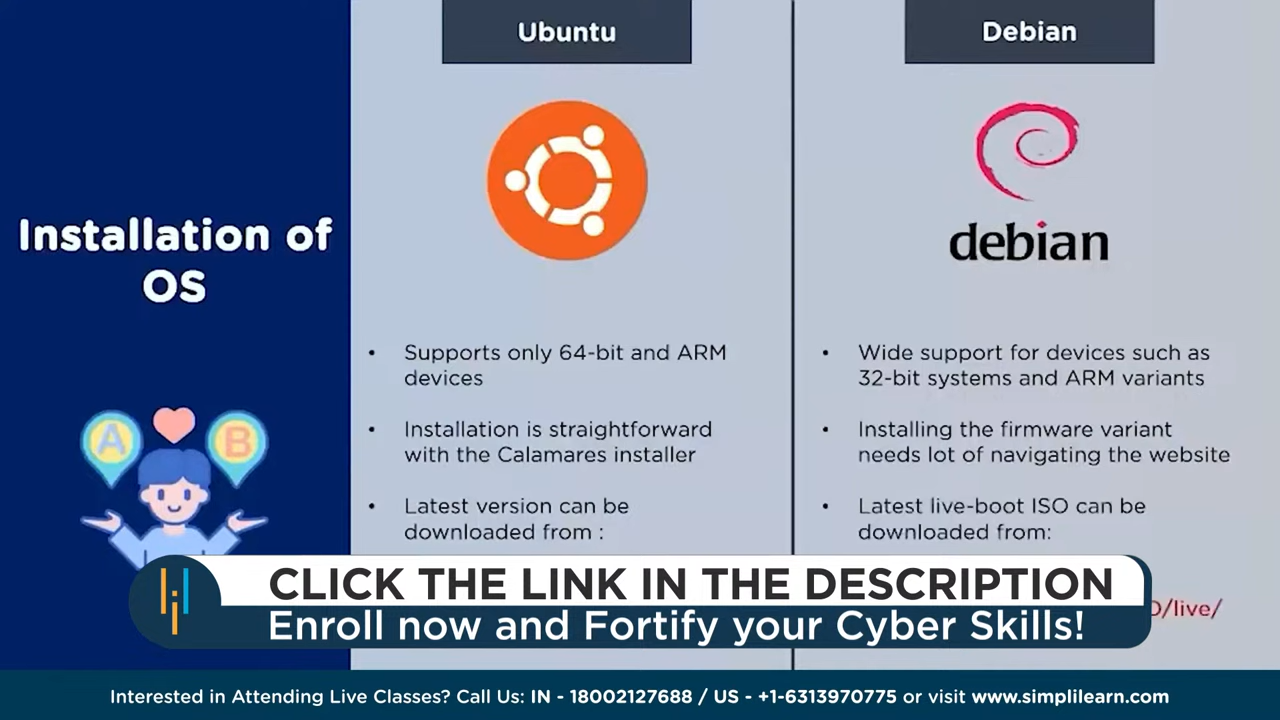 Ubuntu
Debian
debian
Installation of
OS
A
B
• Supports only 64-bit and ARM
devices
• Installation is straightforward
with the Calamares installer
• Latest version can be
downloaded from :
• Wide support for devices such as
32-bit systems and ARM variants
• Installing the firmware variant
needs lot of navigating the website
• Latest live-boot ISO can be
downloaded from:
/live/
CLICK THE LINK IN THE DESCRIPTION
Enroll now and Fortify your Cyber Skills!
Interested in Attending Live Classes? Call Us: IN - 18002127688 / US - +1-6313970775 or visit www.simplilearn.com